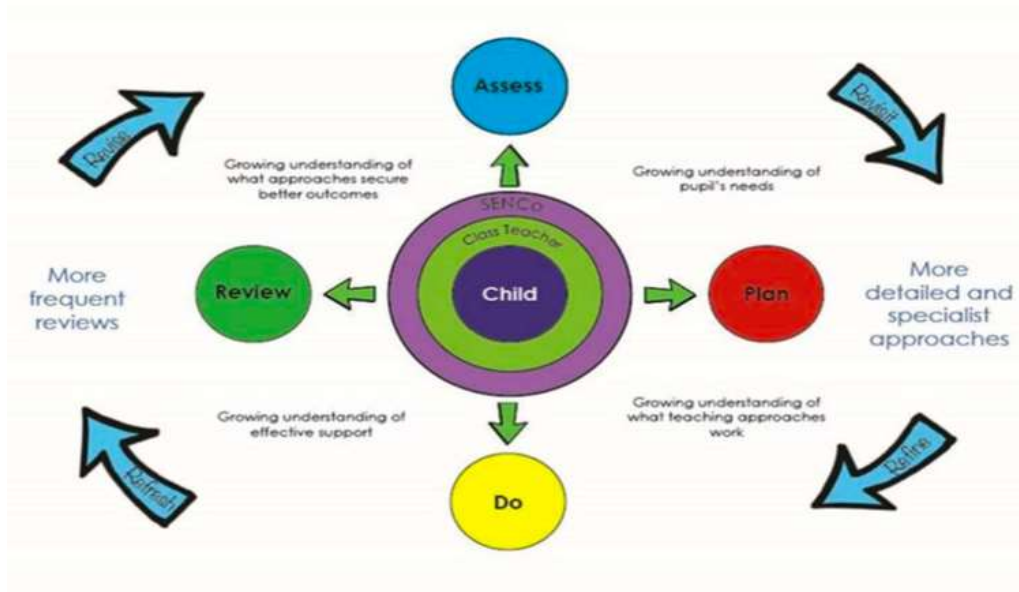 Assess
Revise
Revisit
Growing understanding of
what approaches secure
better outcomes
Growing understanding of
pupil's needs
SENCo
Class Teacher
Child
Review
Plan
More
frequent
reviews
More
detailed and
specialist
approaches
Growing understanding of
effective support
Growing understanding of
what teaching approaches
work
Refresh
Refine
Do